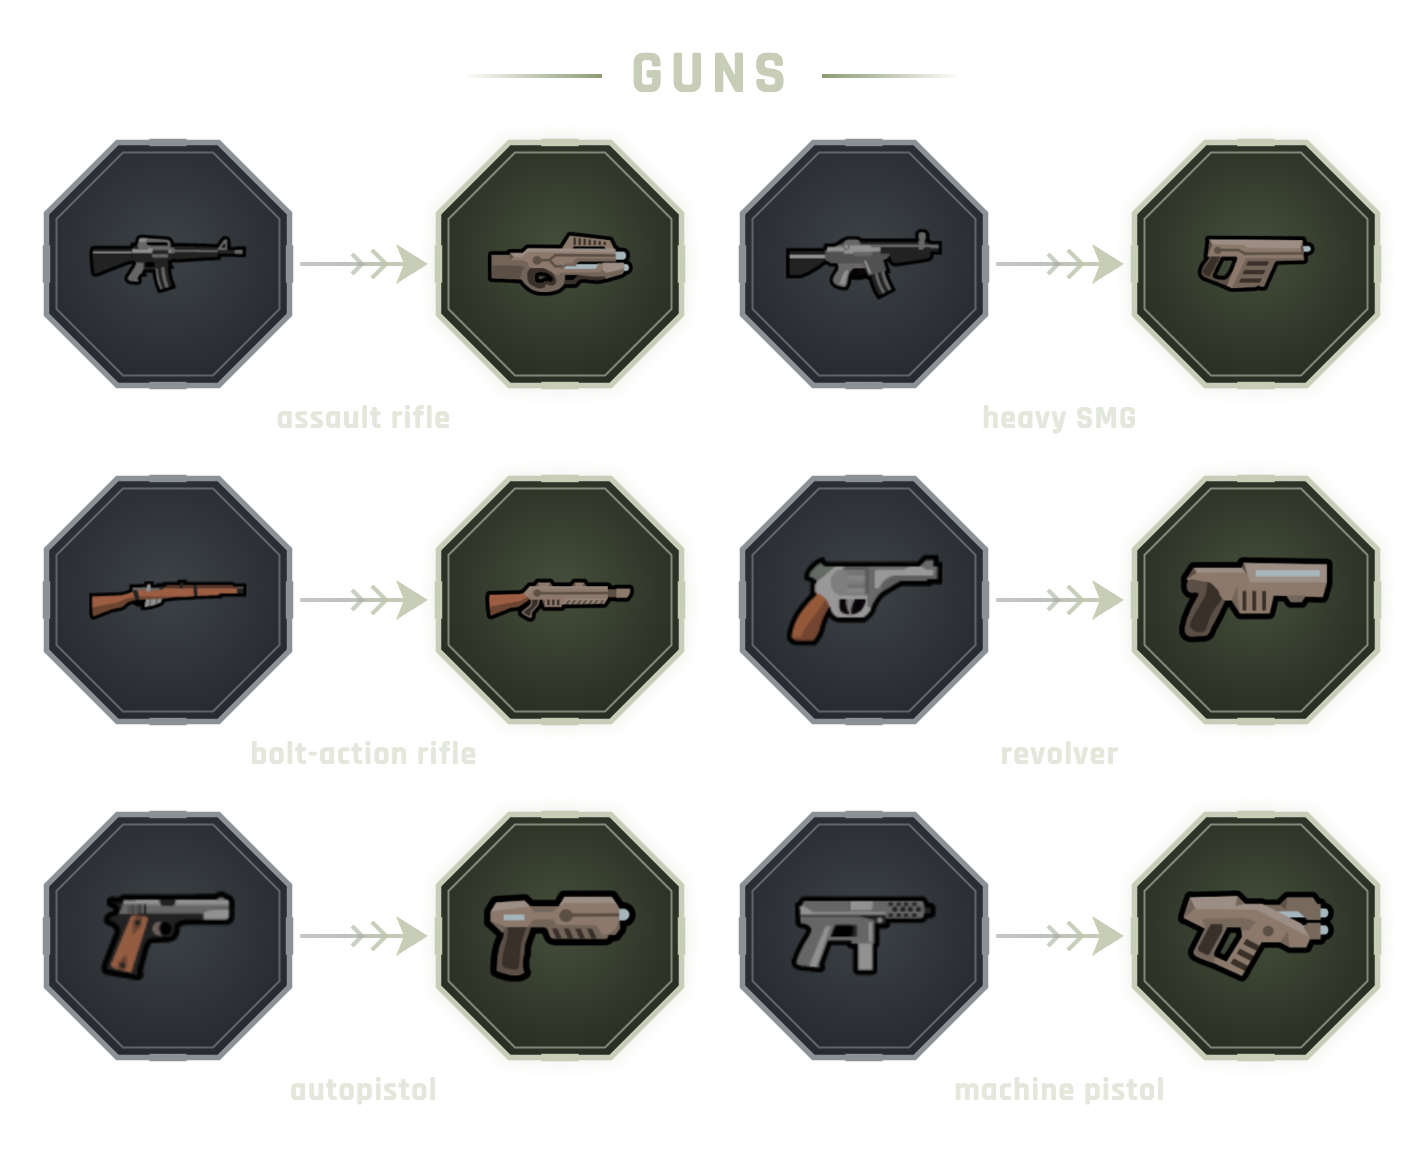 GUNS
assault rifle
heavy SMG
bolt-action rifle
revolver
autopistol
machine pistol